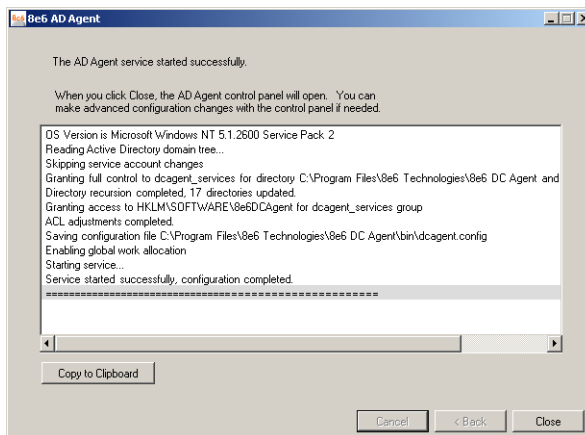 8e6 AD Agent
The AD Agent service started successfully.
When you click Close, the AD Agent control panel will open. You can
make advanced configuration changes with the control panel if needed.
OS Version is Microsoft Windows NT 5.1.2600 Service Pack 2
Reading Active Directory domain tree...
Skipping service account changes
Granting full control to dcagent_services for directory C:\Program Files\8e6 Technologies\8e6 DC Agent and
Directory recursion completed, 17 directories updated.
Granting access to HKLM\SOFTWARE\8e6DCAgent for dcagent_services group
ACL adjustments completed.
Saving configuration file C:\Program Files\8e6 Technologies\8e6 DC Agent\bin\dcagent.config
Enabling global work allocation
Starting service...
Service started successfully, configuration completed.
====================================================
Copy to Clipboard
Cancel
< Back
Close